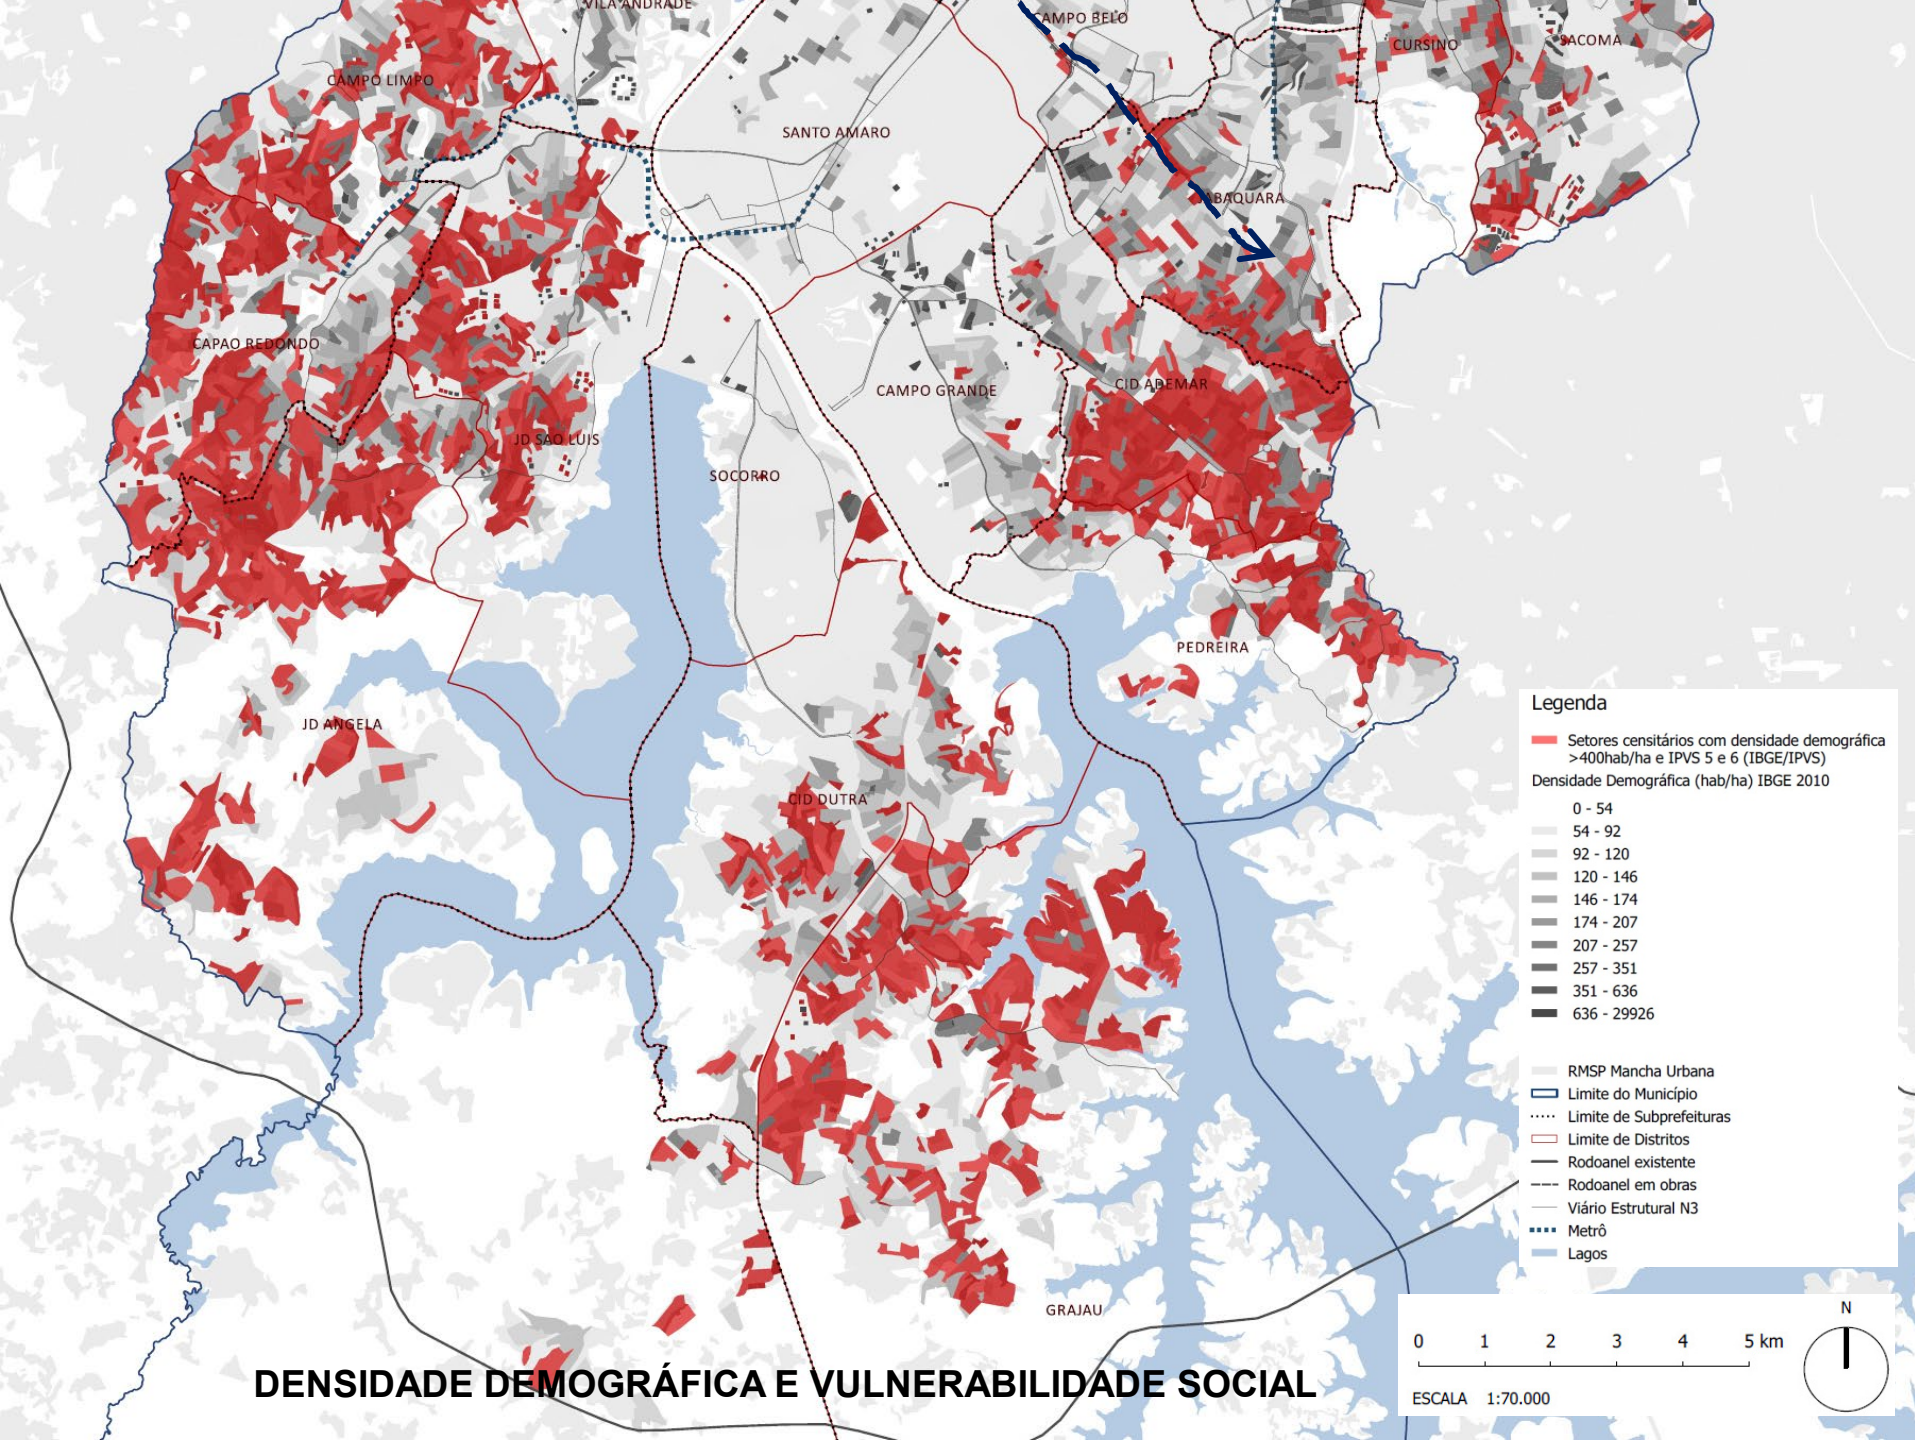 VILA ANDRADE
CAMPO BELO
CURSINO
SACOMA
CAMPO LIMPO
SANTO AMARO
JABAQUARA
CAPAO REDONDO
CAMPO GRANDE
CID ADEMAR
JD SAO LUIS
SOCORRO
PEDREIRA
JD ANGELA
CID DUTRA
GRAJAU
Legenda
Setores censitários com densidade demográfica
>400hab/ha e IPVS 5 e 6 (IBGE/IPVS)
Densidade Demográfica (hab/ha) IBGE 2010
0 - 54
54 - 92
92 - 120
120 - 146
146 - 174
174 - 207
207 - 257
257 - 351
351 - 636
636 - 29926
RMSP Mancha Urbana
Limite do Município
Limite de Subprefeituras
Limite de Distritos
Rodoanel existente
Rodoanel em obras
Viário Estrutural N3
Metrô
Lagos
N
0 1 2 3 4 5 km
ESCALA 1:70.000
DENSIDADE DEMOGRÁFICA E VULNERABILIDADE SOCIAL